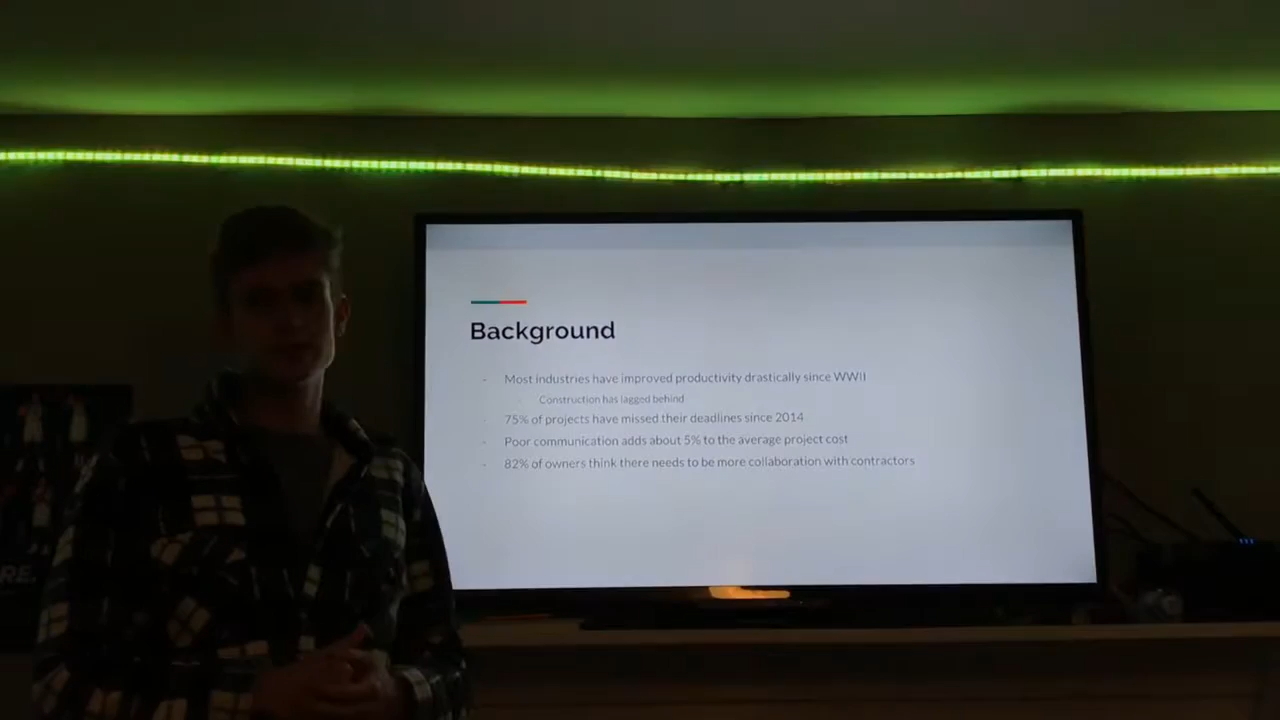 Background
- Most industries have improved productivity drastically since WWII
- Construction has lagged behind
- 75% of projects have missed their deadlines since 2014
- Poor communication adds about 5% to the average project cost
- 82% of owners think there needs to be more collaboration with contractors
RE.